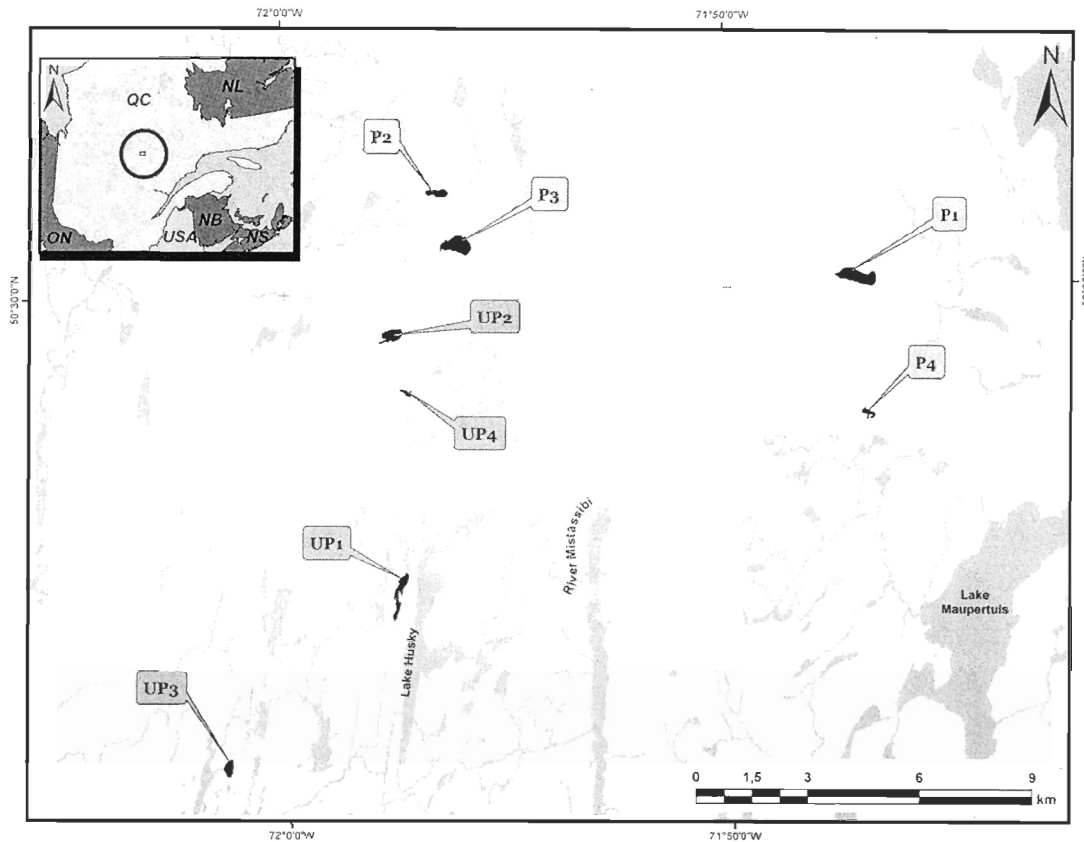 72°0'0"W
71°50'0"W
N
N
QC
NL
NB
ON
USA
NS
P2
P3
P1
50°30'0"N
UP2
P4
UP4
River Mistassibi
UP1
Lake
Maupertuis
Lake Husky
UP3
0 1,5 3 6 9
km
72°0'0"W
71°50'0"W